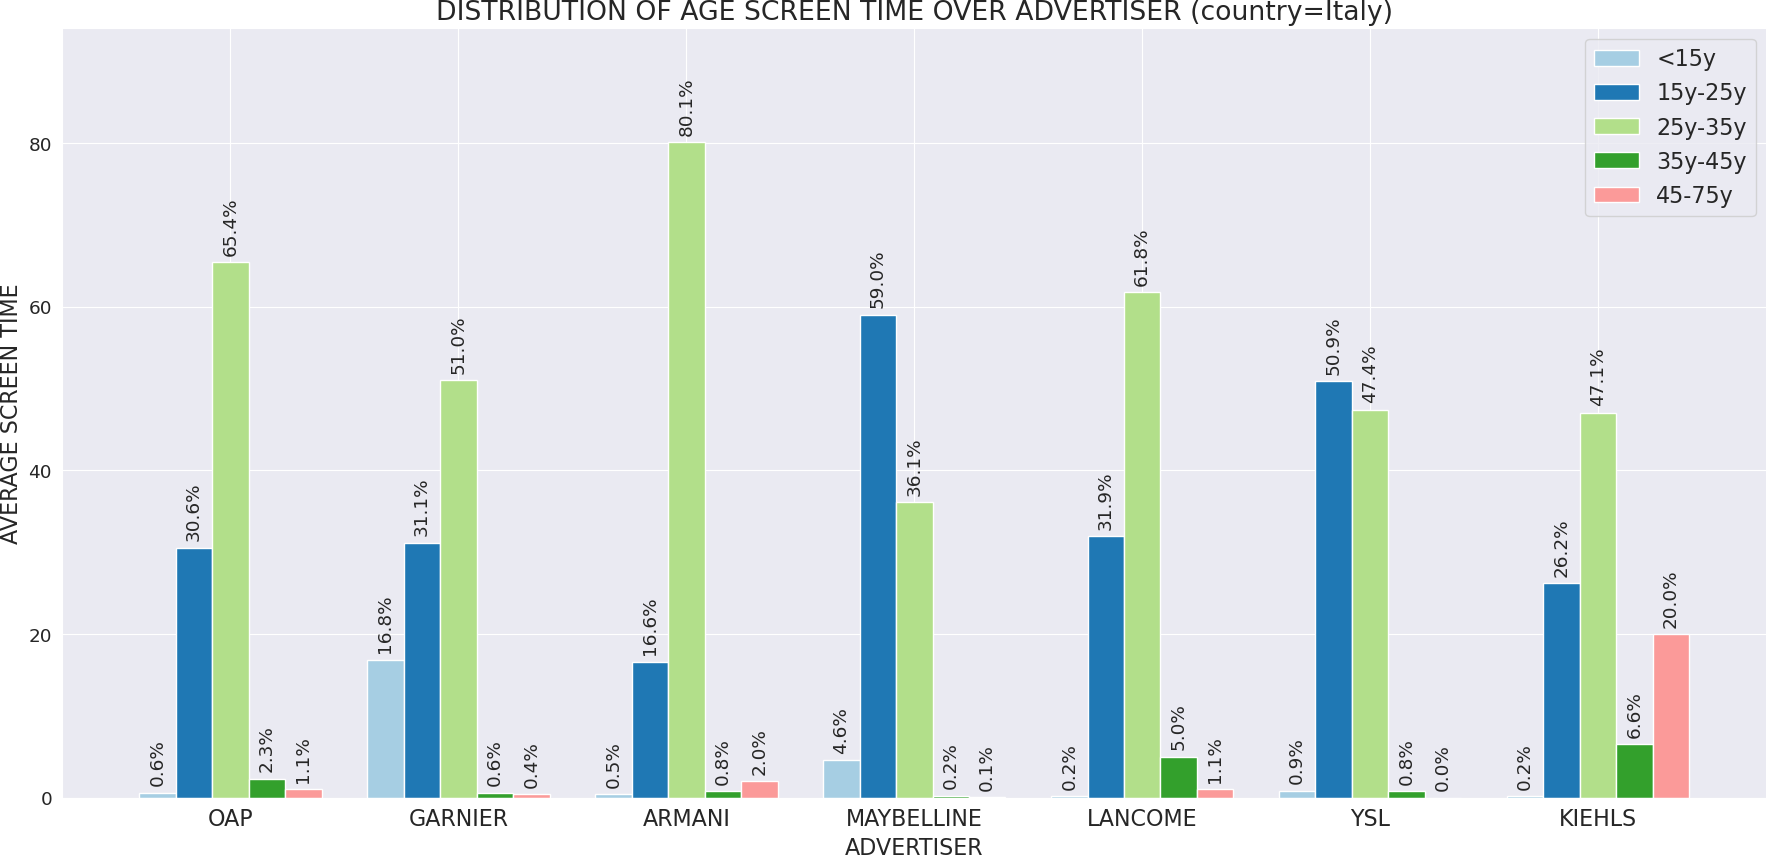 DISTRIBUTION OF AGE SCREEN TIME OVER ADVERTISER (country=Italy)
<15y
15y-25y
25y-35y
35y-45y
45-75y
AVERAGE SCREEN TIME
80
60
40
20
0
0.6%
30.6%
65.4%
2.3%
1.1%
16.8%
31.1%
51.0%
0.6%
0.4%
0.5%
16.6%
80.1%
0.8%
2.0%
4.6%
59.0%
36.1%
0.2%
0.1%
0.2%
31.9%
61.8%
5.0%
1.1%
0.9%
50.9%
47.4%
0.8%
0.0%
0.2%
26.2%
47.1%
6.6%
20.0%
OAP
GARNIER
ARMANI
MAYBELLINE
LANCOME
YSL
KIEHLS
ADVERTISER